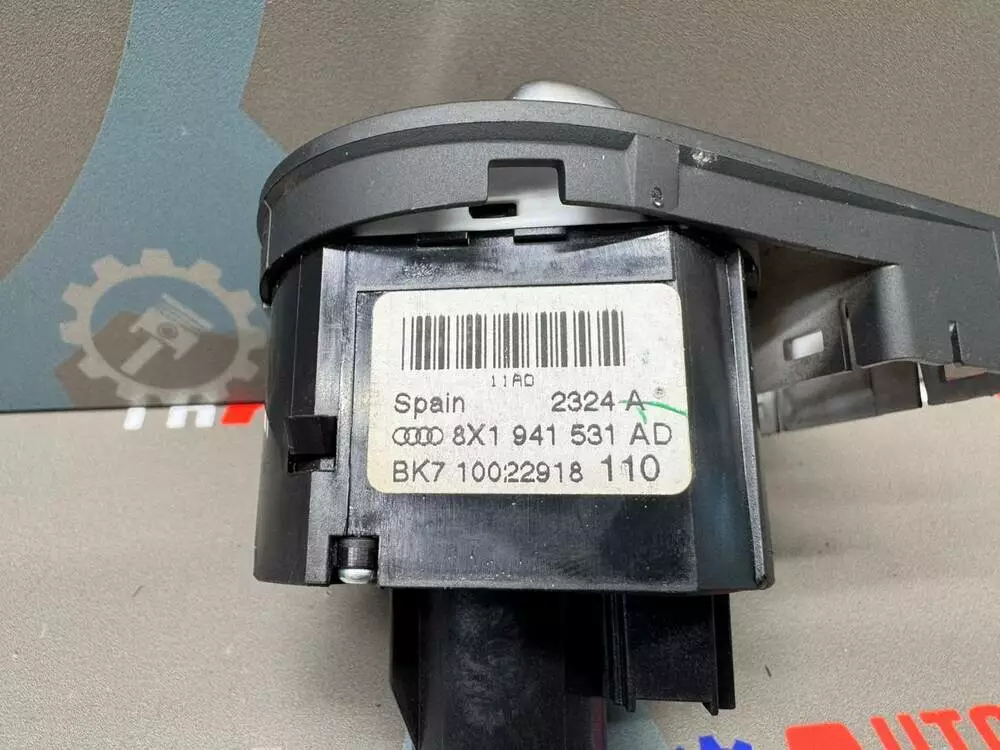 11AD
Spain 2324 A
8X1 941 531 AD
BK7 10022918 110